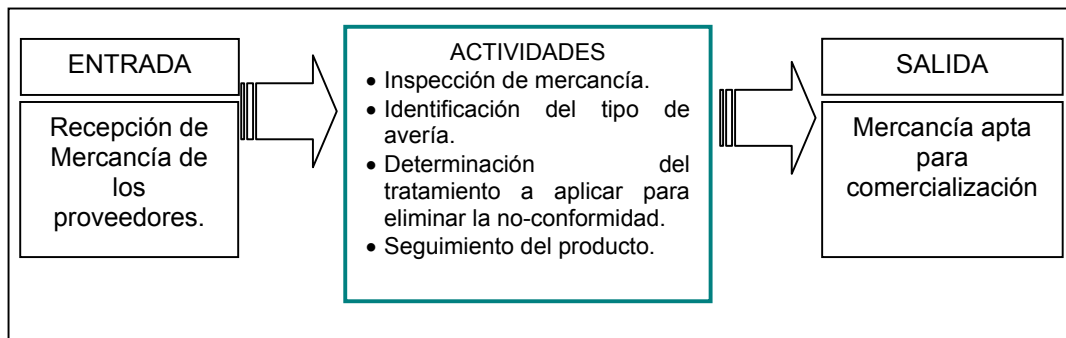 ENTRADA
Recepción de
Mercancía de
los
proveedores.
ACTIVIDADES
• Inspección de mercancía.
• Identificación del tipo de
avería.
• Determinación del
tratamiento a aplicar para
eliminar la no-conformidad.
• Seguimiento del producto.
SALIDA
Mercancía apta
para
comercialización